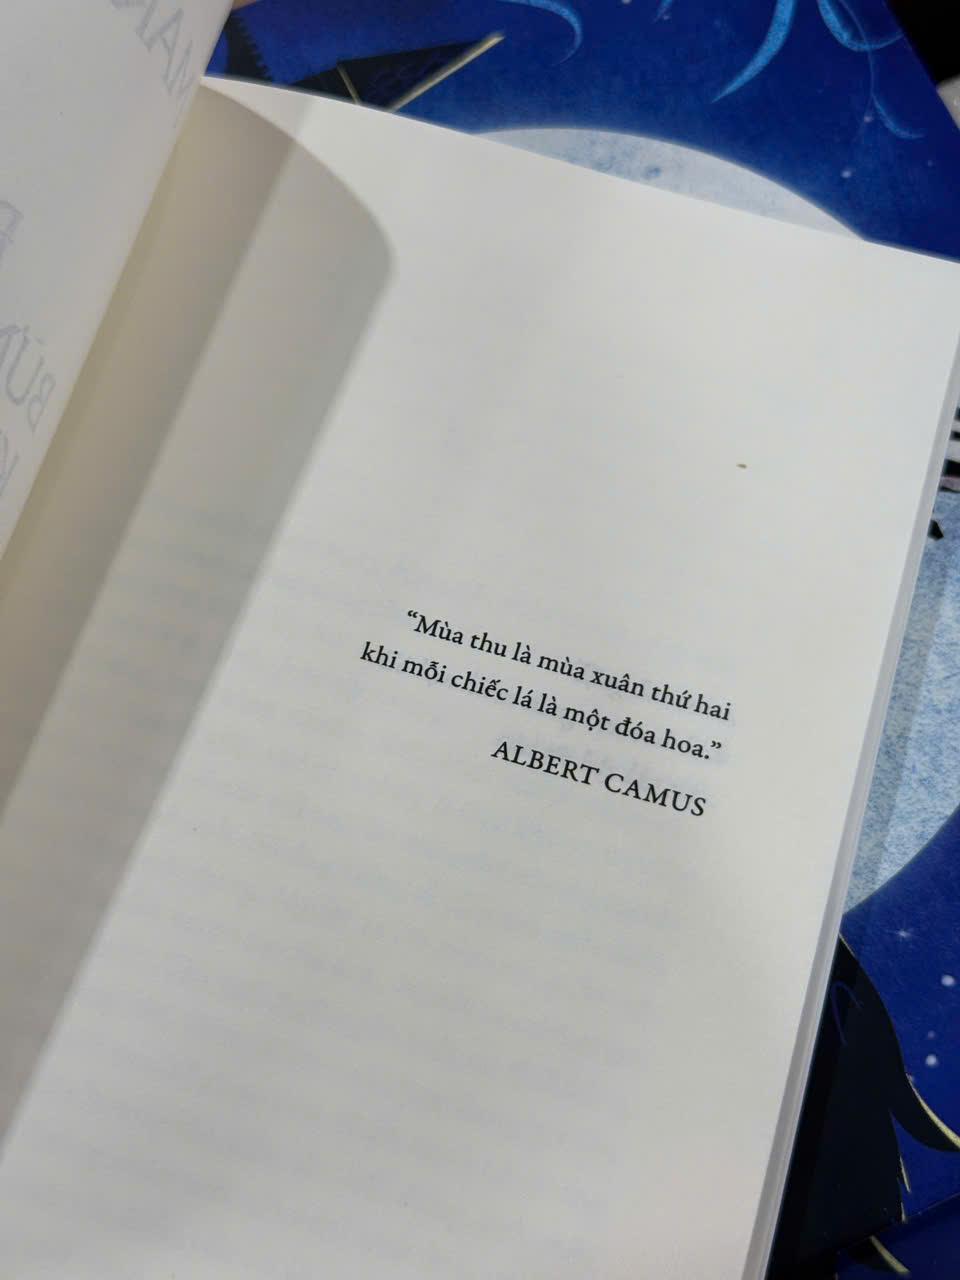 “Mùa thu là mùa xuân thứ hai
khi mỗi chiếc lá là một đóa hoa.”
ALBERT CAMUS